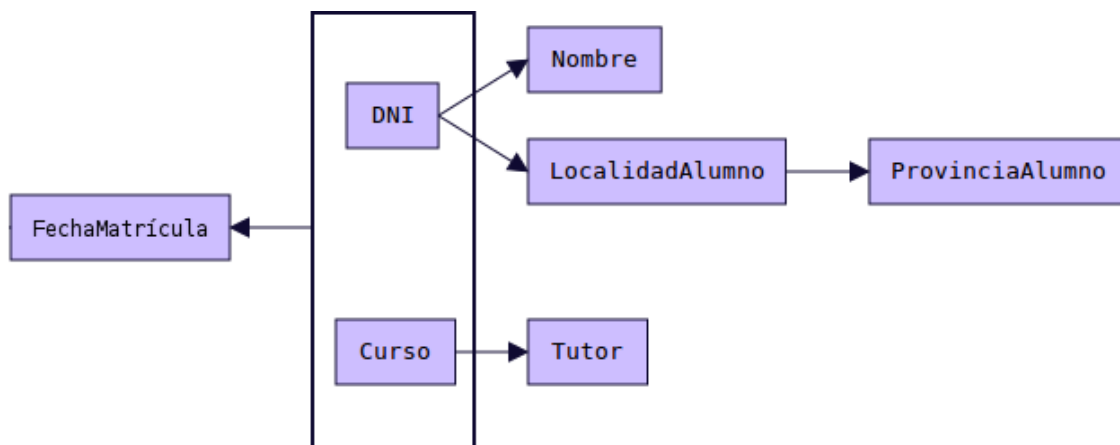 Nombre
DNI
LocalidadAlumno
ProvinciaAlumno
FechaMatrícula
Curso
Tutor